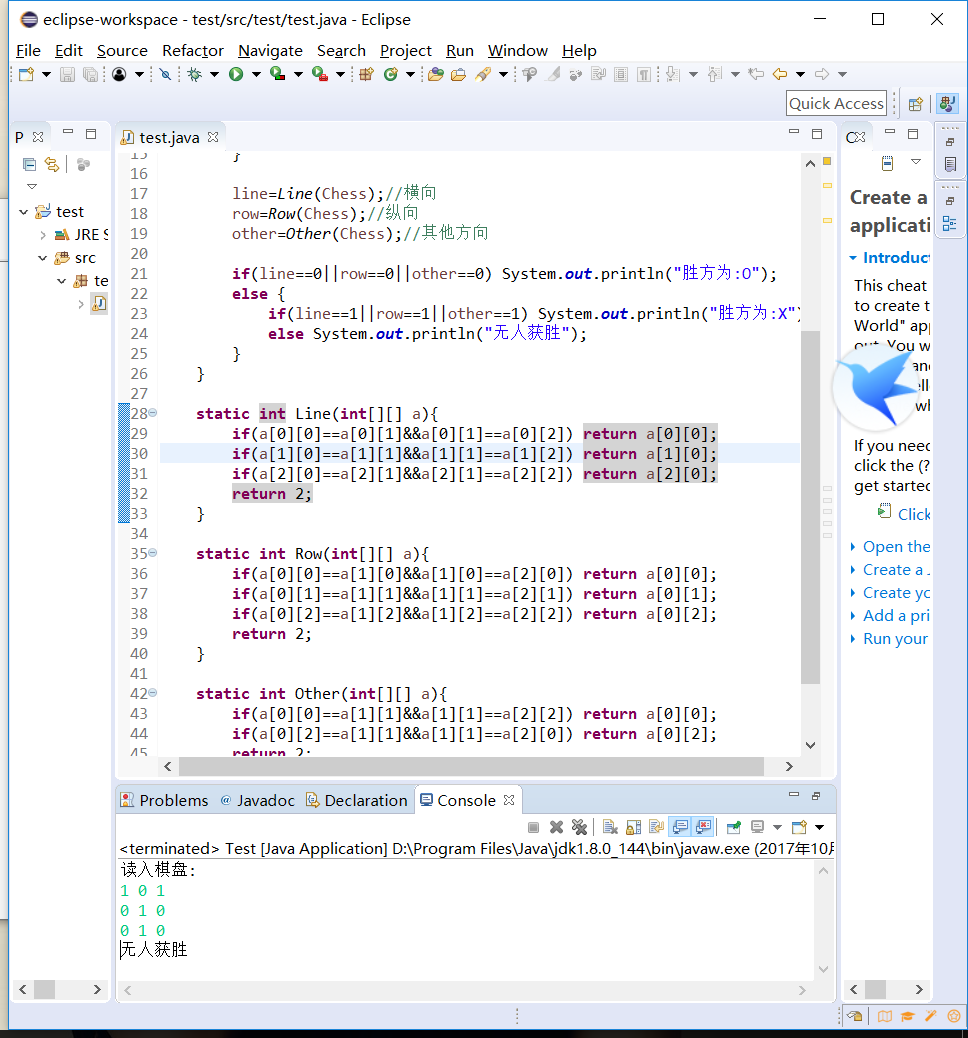 eclipse-workspace - test/src/test/test.java - Eclipse
File Edit Source Refactor Navigate Search Project Run Window Help
Quick Access
P
test.java
test
JRE S
src
te
15 }
16
17 line=Line(Chess);//横向
18 row=Row(Chess);//纵向
19 other=Other(Chess);//其他方向
20
21 if(line==0||row==0||other==0) System.out.println("胜方为:O");
22 else {
23 if(line==1||row==1||other==1) System.out.println("胜方为:X")
24 else System.out.println("无人获胜");
25 }
26 }
27
28 static int Line(int[][] a){
29 if(a[0][0]==a[0][1]&&a[0][1]==a[0][2]) return a[0][0];
30 if(a[1][0]==a[1][1]&&a[1][1]==a[1][2]) return a[1][0];
31 if(a[2][0]==a[2][1]&&a[2][1]==a[2][2]) return a[2][0];
32 return 2;
33 }
34
35 static int Row(int[][] a){
36 if(a[0][0]==a[1][0]&&a[1][0]==a[2][0]) return a[0][0];
37 if(a[0][1]==a[1][1]&&a[1][1]==a[2][1]) return a[0][1];
38 if(a[0][2]==a[1][2]&&a[1][2]==a[2][2]) return a[0][2];
39 return 2;
40 }
41
42 static int Other(int[][] a){
43 if(a[0][0]==a[1][1]&&a[1][1]==a[2][2]) return a[0][0];
44 if(a[0][2]==a[1][1]&&a[1][1]==a[2][0]) return a[0][2];
45 return 2;
Create a
applicati
Introduct
This cheat
to create t
World" app
out. You w
If you need
click the (?
get started
Click
Open the
Create a .
Create yo
Add a pri
Run your
Problems @ Javadoc Declaration Console
<terminated> Test [Java Application] D:\Program Files\Java\jdk1.8.0_144\bin\javaw.exe (2017年10月
读入棋盘:
1 0 1
0 1 0
0 1 0
无人获胜